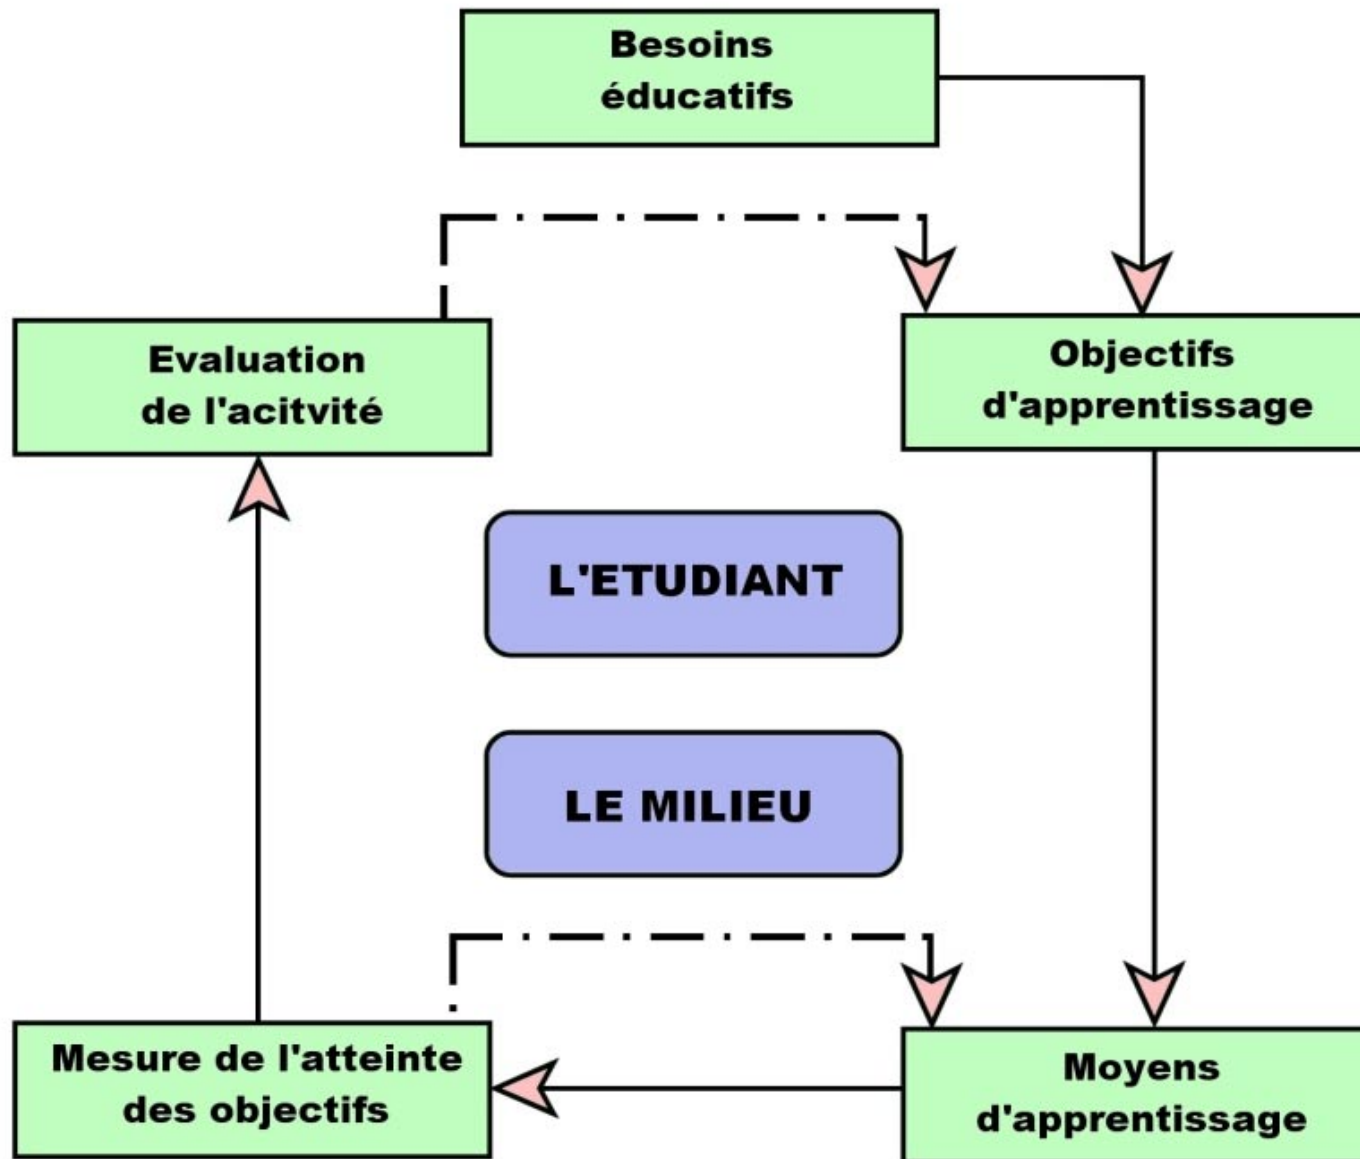 Besoins
éducatifs
Evaluation
de l'acitvité
Objectifs
d'apprentissage
L'ETUDIANT
LE MILIEU
Mesure de l'atteinte
des objectifs
Moyens
d'apprentissage